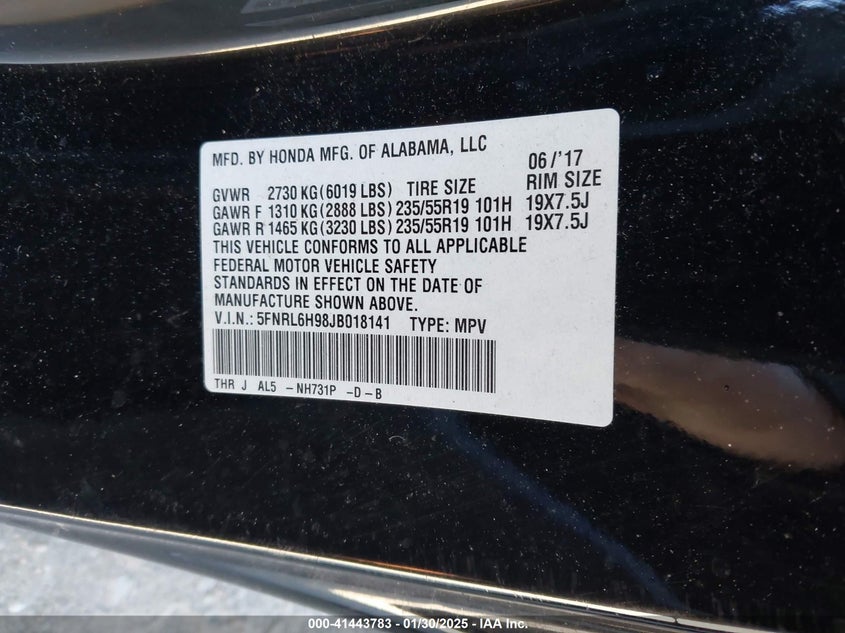 MFD. BY HONDA MFG. OF ALABAMA, LLC 06/'17
GVWR 2730 KG(6019 LBS) TIRE SIZE RIM SIZE
GAWR F 1310 KG(2888 LBS) 235/55R19 101H 19X7.5J
GAWR R 1465 KG(3230 LBS) 235/55R19 101H 19X7.5J
THIS VEHICLE CONFORMS TO ALL APPLICABLE
FEDERAL MOTOR VEHICLE SAFETY
STANDARDS IN EFFECT ON THE DATE OF
MANUFACTURE SHOWN ABOVE.
V.I.N.: 5FNRL6H98JB018141 TYPE: MPV
THR J AL5 -NH731P -D-B
000-41443783 - 01/30/2025 - IAA Inc.